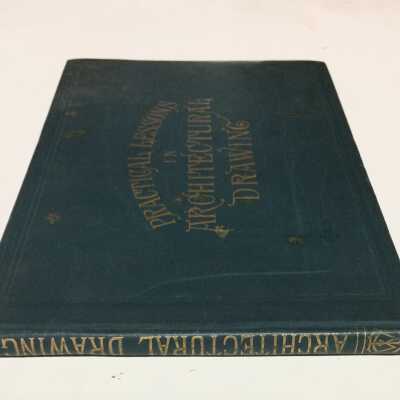 PRACTICAL LESSONS
IN
ARCHITECTURAL
DRAWING
ARCHITECTURAL DRAWING